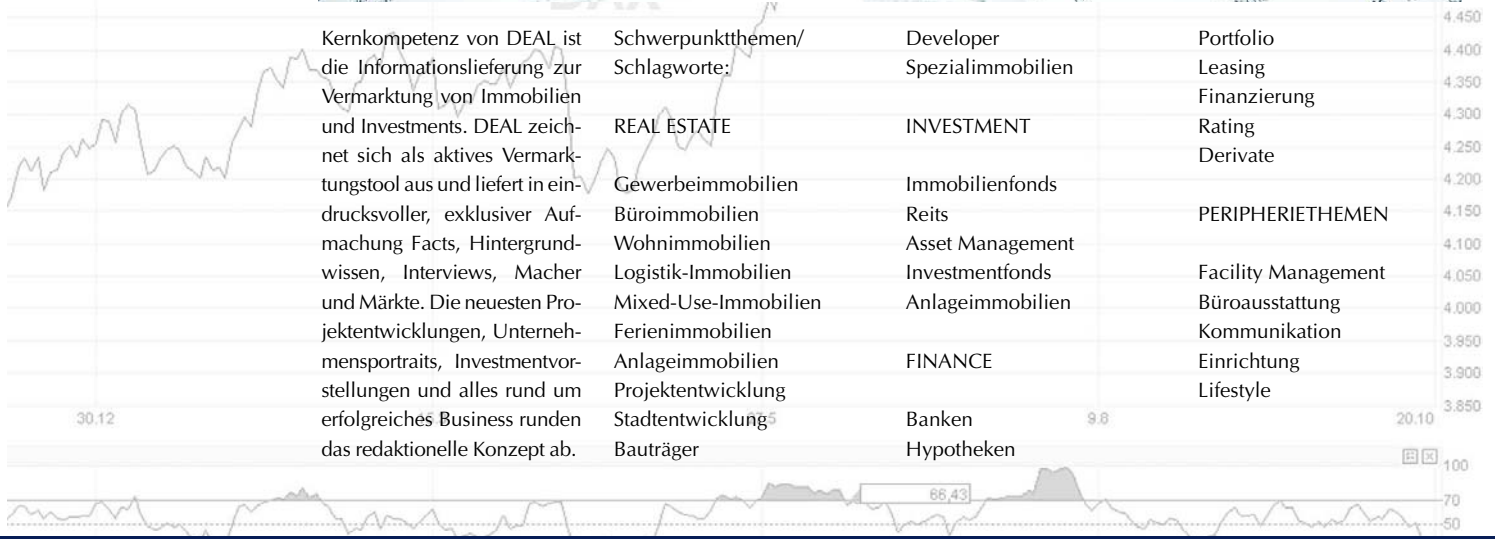 Kernkompetenz von DEAL ist
die Informationslieferung zur
Vermarktung von Immobilien
und Investments. DEAL zeich-
net sich als aktives Vermark-
tungstool aus und liefert in ein-
drucksvoller, exklusiver Auf-
machung Facts, Hintergrund-
wissen, Interviews, Macher
und Märkte. Die neuesten Pro-
jektentwicklungen, Unterneh-
mensportraits, Investmentvor-
stellungen und alles rund um
erfolgreiches Business runden
das redaktionelle Konzept ab.
Schwerpunktthemen/
Schlagworte:
REAL ESTATE
Gewerbeimmobilien
Büroimmobilien
Wohnimmobilien
Logistik-Immobilien
Mixed-Use-Immobilien
Ferienimmobilien
Anlageimmobilien
Projektentwicklung
Stadtentwicklung
Bauträger
Developer
Spezialimmobilien
INVESTMENT
Immobilienfonds
Reits
Asset Management
Investmentfonds
Anlageimmobilien
FINANCE
Banken
Hypotheken
Portfolio
Leasing
Finanzierung
Rating
Derivate
PERIPHERIETHEMEN
Facility Management
Büroausstattung
Kommunikation
Einrichtung
Lifestyle
4.450
4.400
4.350
4.300
4.250
4.200
4.150
4.100
4.050
4.000
3.950
3.900
3.850
30.12
9.8
20.10
100
66,43
70
50